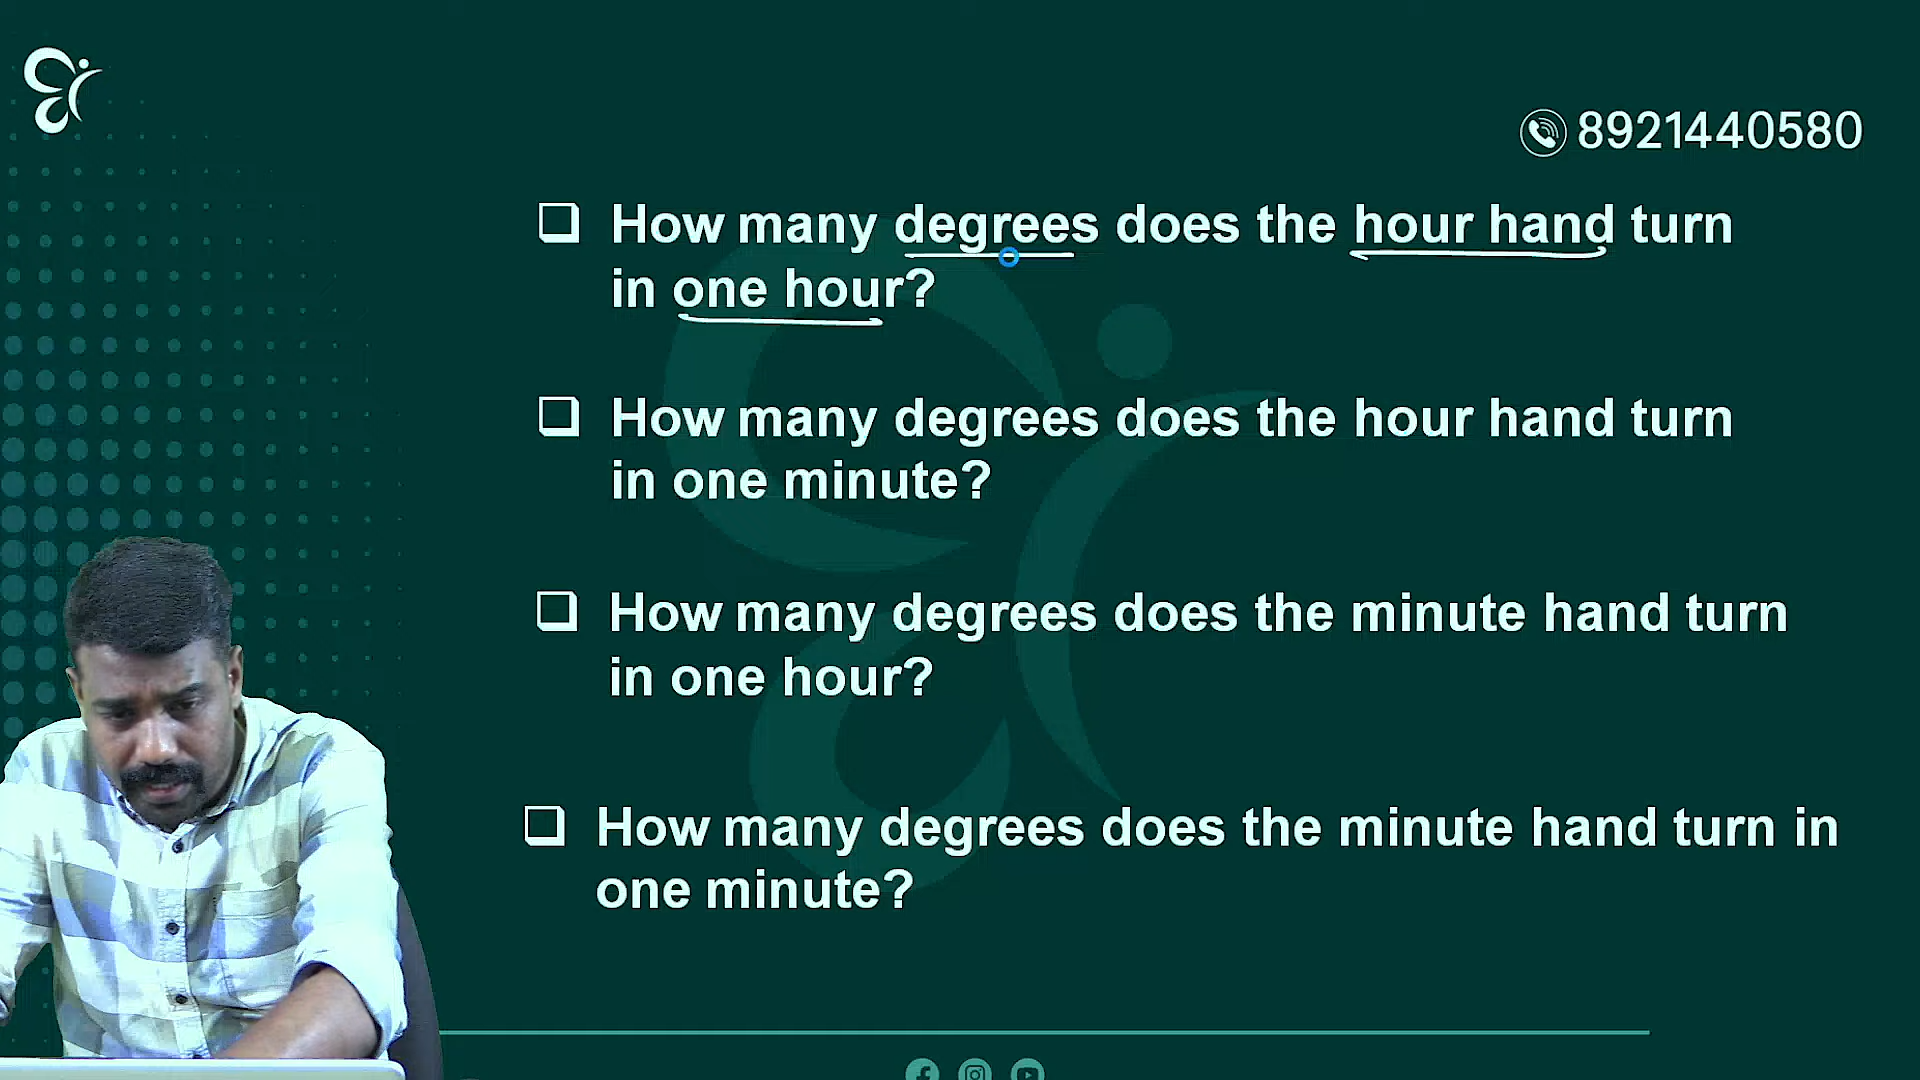 8921440580
How many degrees does the hour hand turn
in one hour?
How many degrees does the hour hand turn
in one minute?
How many degrees does the minute hand turn
in one hour?
How many degrees does the minute hand turn in
one minute?